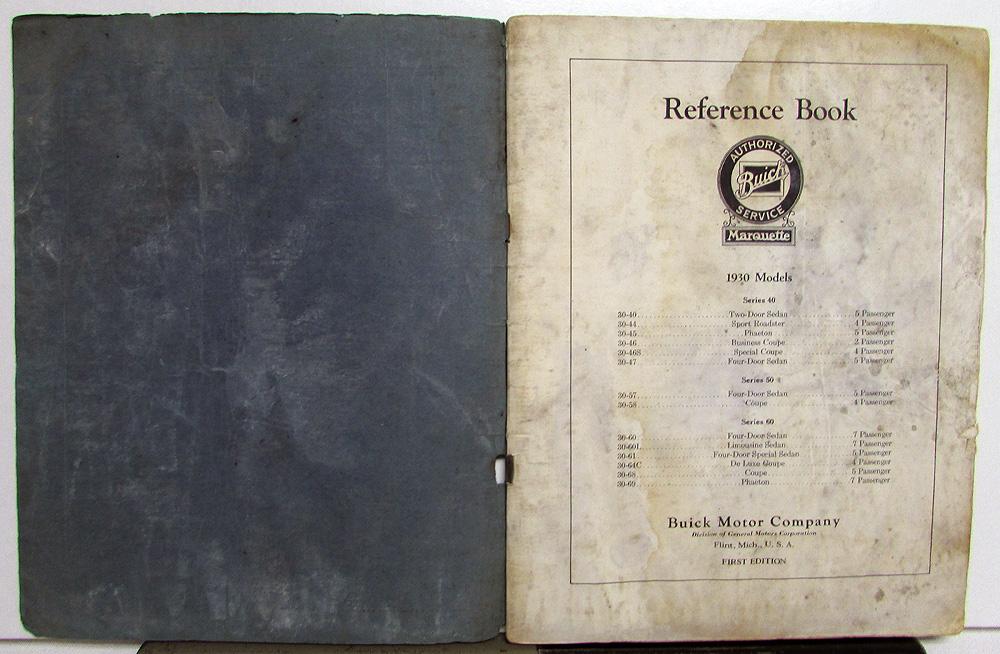 Reference Book
AUTHORIZED
Buick
SERVICE
Marquette
1930 Models
Series 40
30-40 Two-Door Sedan 5 Passenger
30-44 Sport Roadster 4 Passenger
30-45 Phaeton 5 Passenger
30-46 Business Coupe 2 Passenger
30-46S Special Coupe 4 Passenger
30-47 Four-Door Sedan 5 Passenger
Series 50
30-57 Four-Door Sedan 5 Passenger
30-58 Coupe 4 Passenger
Series 60
30-60 Four-Door Sedan 7 Passenger
30-60L Limousine Sedan 7 Passenger
30-61 Four-Door Special Sedan 5 Passenger
30-64C De Luxe Coupe 4 Passenger
30-68 Coupe 5 Passenger
30-69 Phaeton 7 Passenger
Buick Motor Company
Division of General Motors Corporation
Flint, Mich., U. S. A.
FIRST EDITION